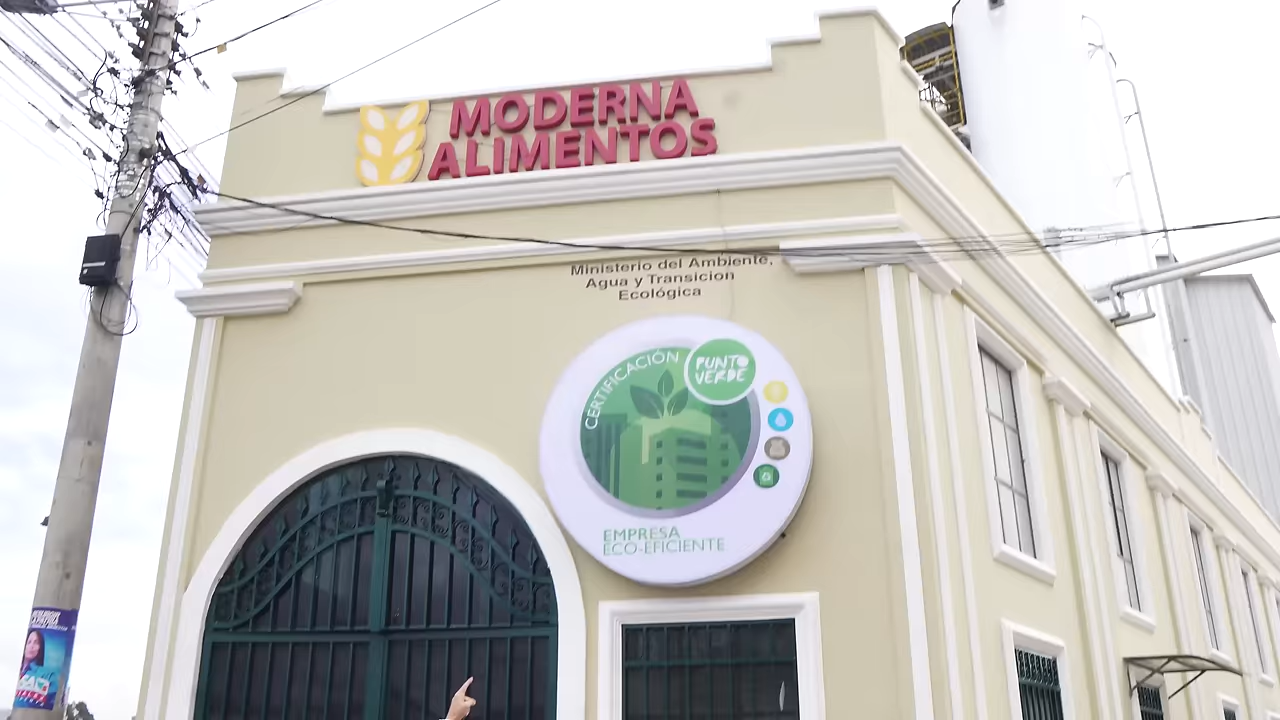 MODERNA
ALIMENTOS
Ministerio del Ambiente,
Agua y Transicion
Ecológica
CERTIFICACIÓN
PUNTO
VERDE
EMPRESA
ECO-EFICIENTE